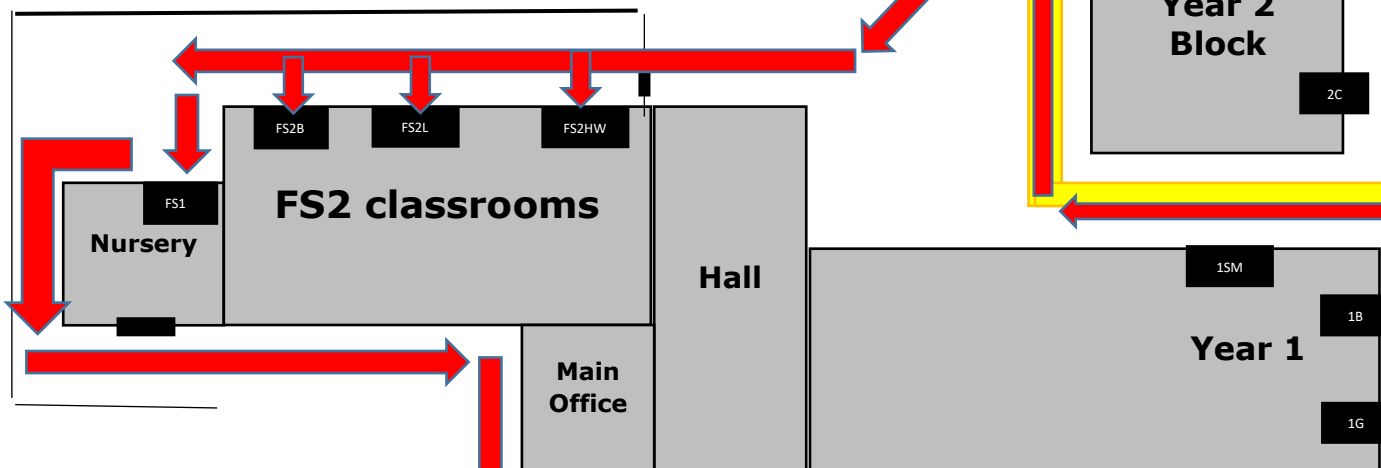 Year 2
Block
2C
FS2B
FS2L
FS2HW
FS1
FS2 classrooms
Nursery
Hall
1SM
1B
Year 1
Main
Office
1G